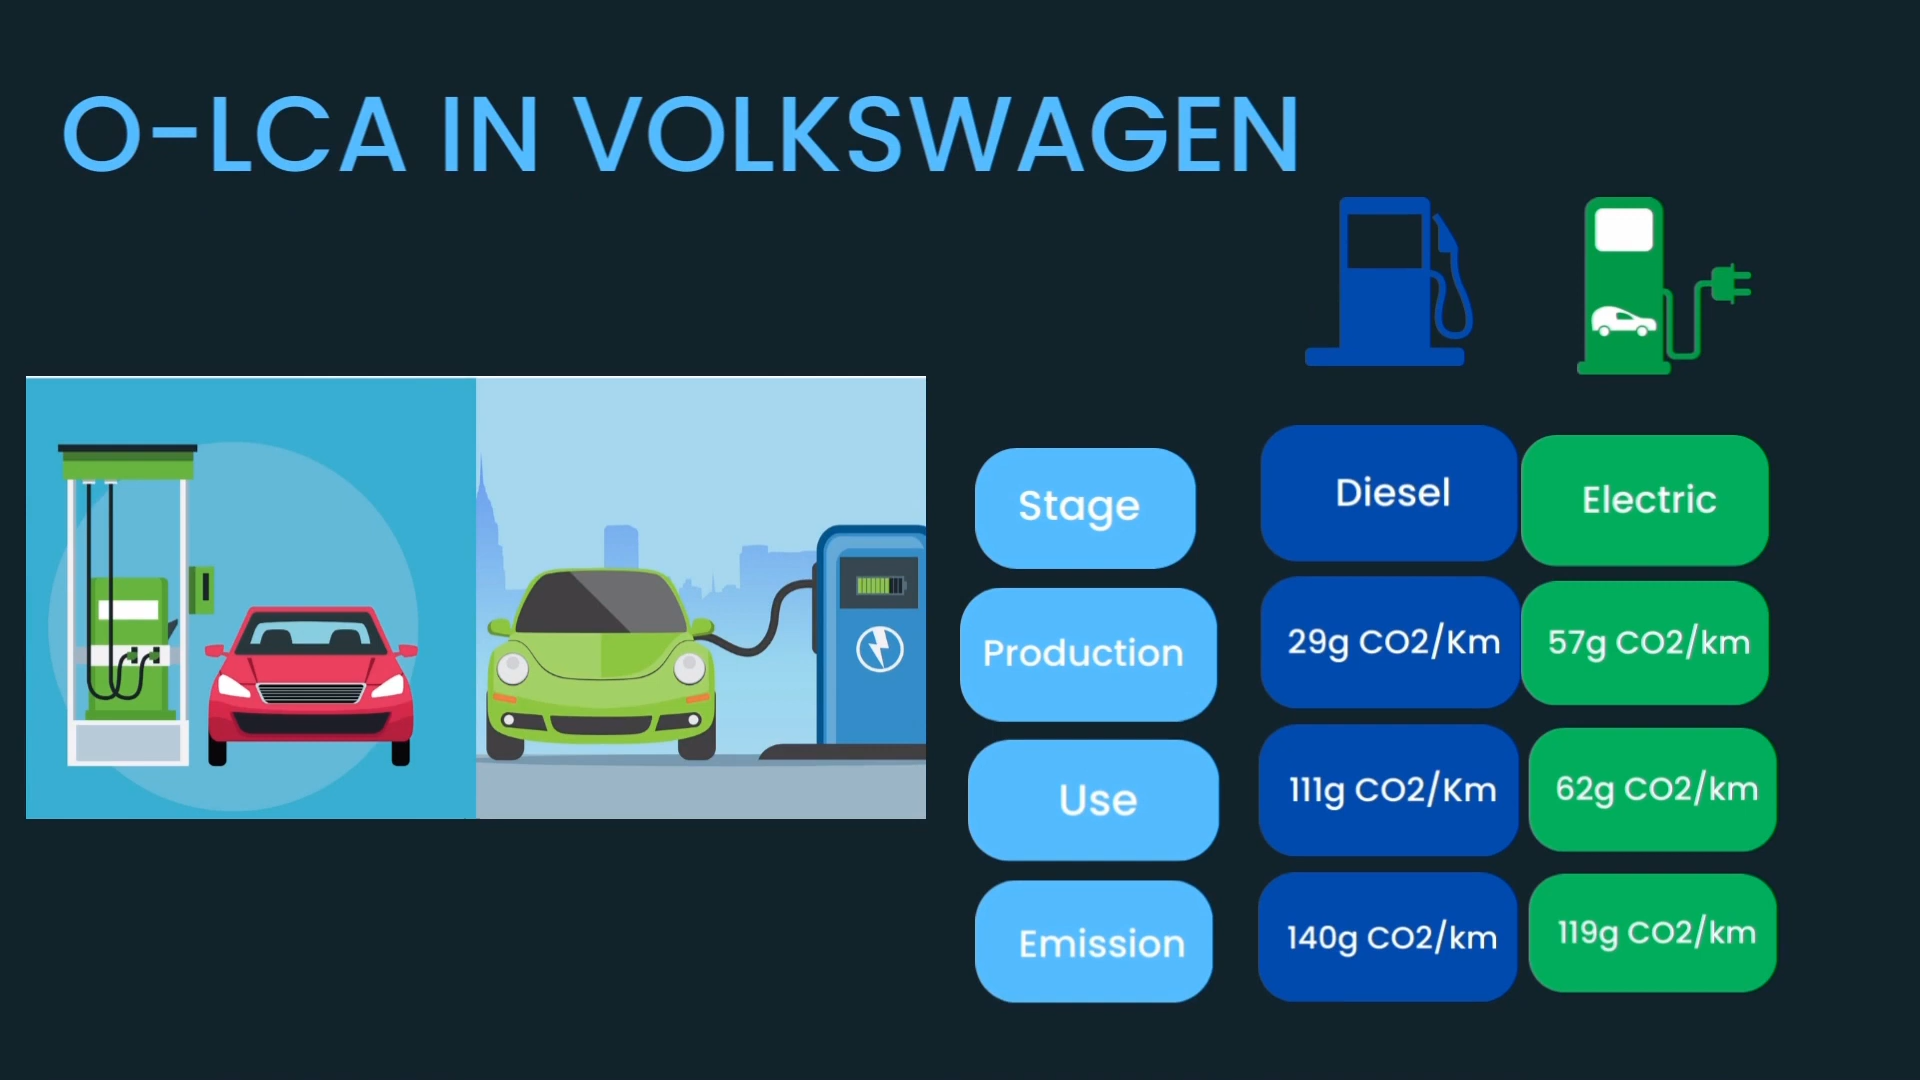 O-LCA IN VOLKSWAGEN
Stage Diesel Electric
Production 29g CO2/Km 57g CO2/km
Use 111g CO2/Km 62g CO2/km
Emission 140g CO2/km 119g CO2/km